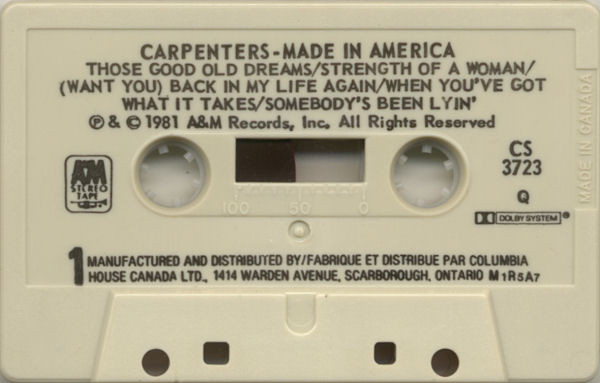 CARPENTERS-MADE IN AMERICA
THOSE GOOD OLD DREAMS/STRENGTH OF A WOMAN/
(WANT YOU) BACK IN MY LIFE AGAIN/WHEN YOU'VE GOT
WHAT IT TAKES/SOMEBODY'S BEEN LYIN'
℗ & © 1981 A&M Records, Inc. All Rights Reserved
A&M
STEREO
TAPE
CS
3723
Q
DOLBY SYSTEM®
MADE IN CANADA
100 50 0
1 MANUFACTURED AND DISTRIBUTED BY/FABRIQUE ET DISTRIBUE PAR COLUMBIA
HOUSE CANADA LTD., 1414 WARDEN AVENUE, SCARBOROUGH, ONTARIO M1R5A7